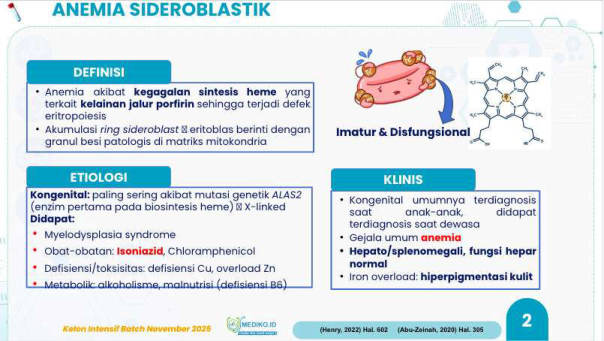 ANEMIA SIDEROBLASTIK
DEFINISI
• Anemia akibat kegagalan sintesis heme yang
terkait kelainan jalur porfirin sehingga terjadi defek
eritropoiesis
• Akumulasi ring sideroblast  eritoblas berinti dengan
granul besi patologis di matriks mitokondria
Imatur & Disfungsional
ETIOLOGI
Kongenital: paling sering akibat mutasi genetik ALAS2
(enzim pertama pada biosintesis heme)  X-linked
Didapat:
• Myelodysplasia syndrome
• Obat-obatan: Isoniazid, Chloramphenicol
• Defisiensi/toksisitas: defisiensi Cu, overload Zn
• Metabolik: alkoholisme, malnutrisi (defisiensi B6)
KLINIS
• Kongenital umumnya terdiagnosis
saat anak-anak, didapat
terdiagnosis saat dewasa
• Gejala umum anemia
• Hepato/splenomegali, fungsi hepar
normal
• Iron overload: hiperpigmentasi kulit
Kelon Intensif Batch November 2025
MEDIKO.ID
(Henry, 2022) Hal. 602 (Abu-Zeinah, 2020) Hal. 305
2